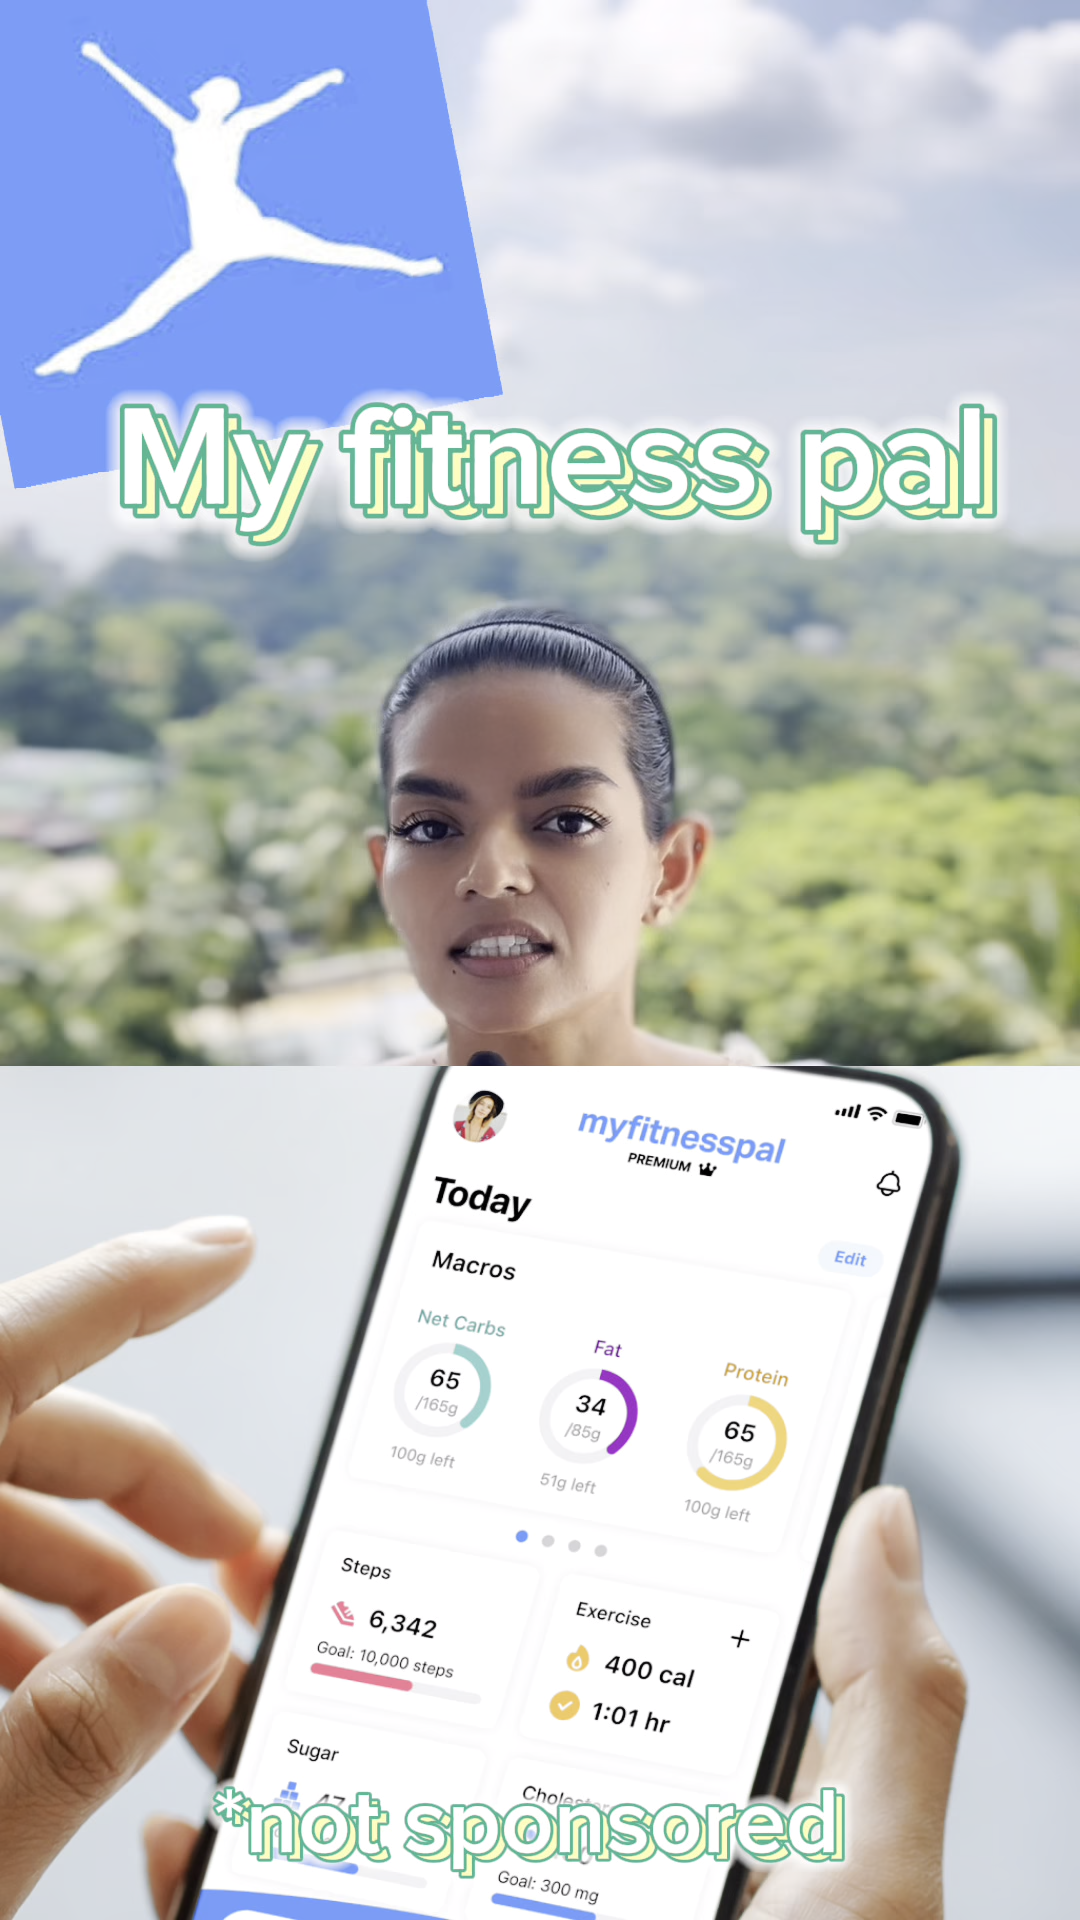 My fitness pal
myfitnesspal
PREMIUM
Today
Edit
Macros
Net Carbs
Fat
Protein
65
/165g
100g left
34
/85g
51g left
65
/165g
100g left
Steps
6,342
Goal: 10,000 steps
Exercise
+
400 cal
1:01 hr
Sugar
47
*not sponsored
Goal: 300 mg